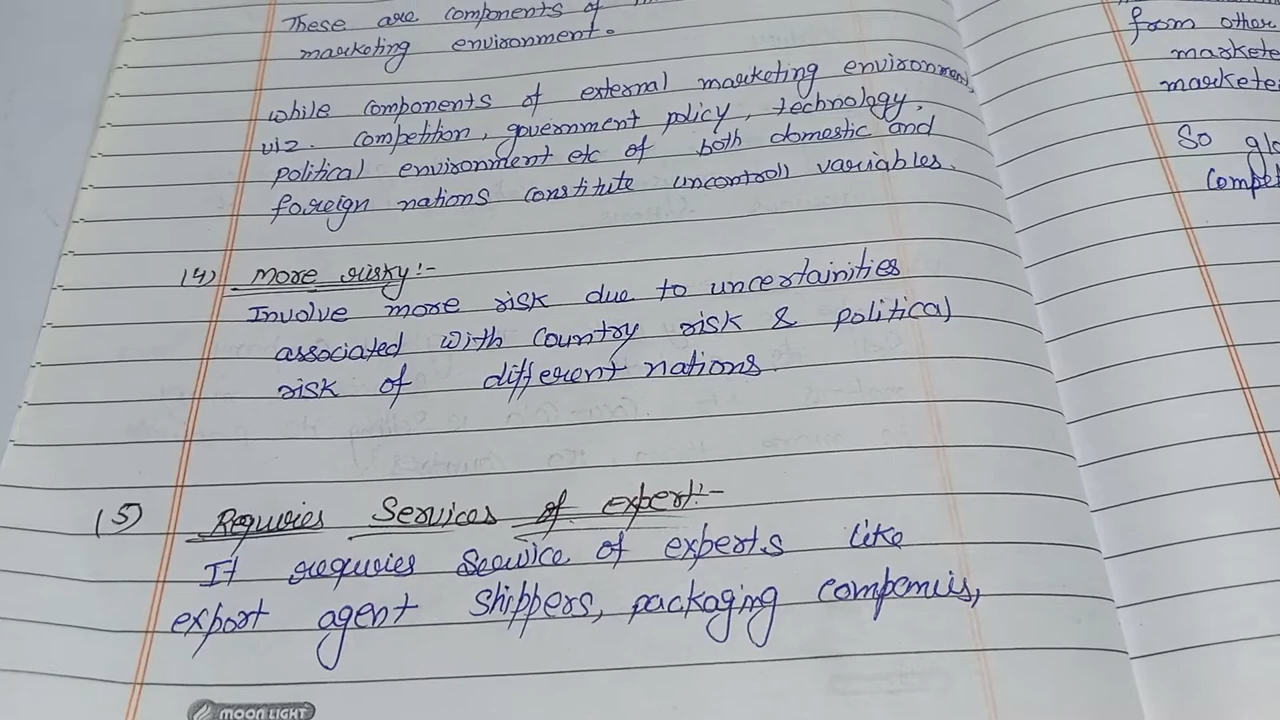 These are components of
marketing environment.
while components of external marketing environment,
viz. competition, government policy, technology,
political environment etc of both domestic and
foreign nations constitute uncontroll variables.
(4) More risky:-
Involve more risk due to uncertainities
associated with country risk & political
risk of different nations.
(5) Requries Services of expert:-
It requries service of experts like
export agent shippers, packaging compenuis,
MOON LIGHT
from other
markete
markete
So glo
Compet